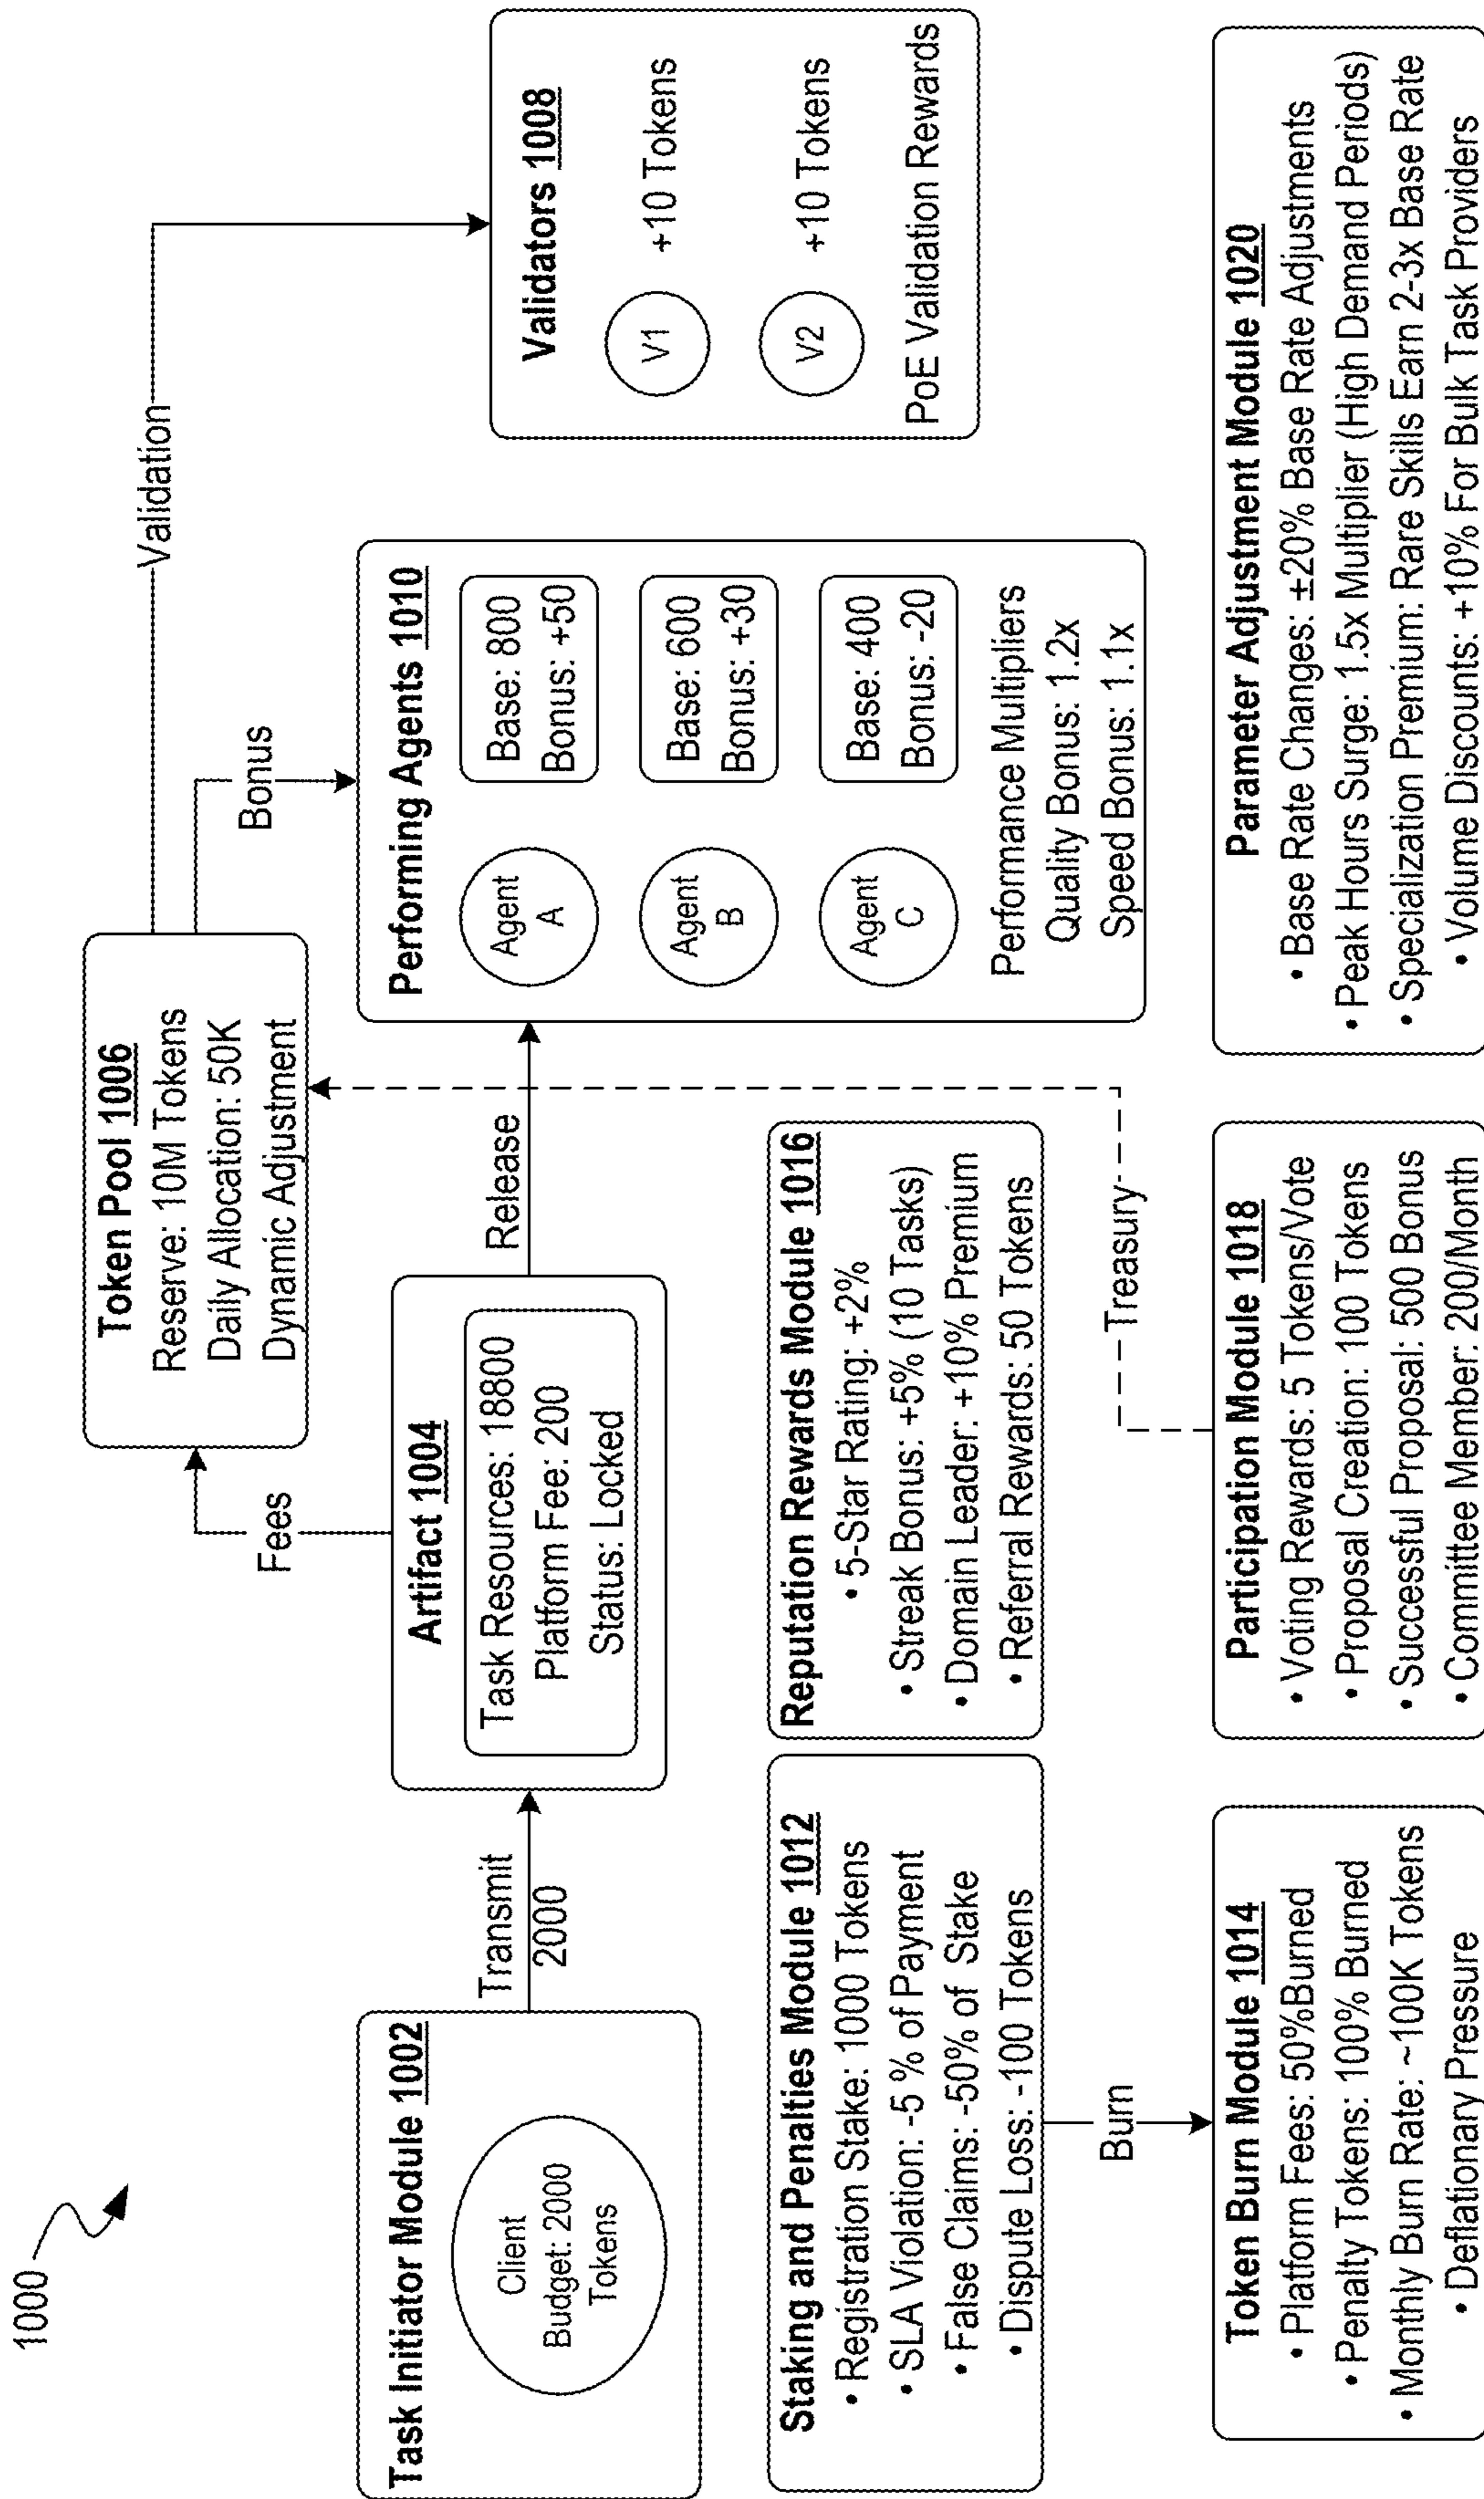 1000
Task Initiator Module 1002
Client
Budget: 2000
Tokens
Transmit
2000
Artifact 1004
Task Resources: 18800
Platform Fee: 200
Status: Locked
Fees
Token Pool 1006
Reserve: 10M Tokens
Daily Allocation: 50K
Dynamic Adjustment
Release
Bonus
Validation
Performing Agents 1010
Agent
A
Base: 800
Bonus: +50
Agent
B
Base: 600
Bonus: +30
Agent
C
Base: 400
Bonus: -20
Performance Multipliers
Quality Bonus: 1.2x
Speed Bonus: 1.1x
Validators 1008
V1
+10 Tokens
V2
+10 Tokens
PoE Validation Rewards
Staking and Penalties Module 1012
• Registration Stake: 1000 Tokens
• SLA Violation: -5 % of Payment
• False Claims: -50% of Stake
• Dispute Loss: -100 Tokens
Burn
Reputation Rewards Module 1016
• 5-Star Rating: +2%
• Streak Bonus: +5% (10 Tasks)
• Domain Leader: +10% Premium
• Referral Rewards: 50 Tokens
Treasury
Token Burn Module 1014
• Platform Fees: 50%Burned
• Penalty Tokens: 100% Burned
• Monthly Burn Rate: ~100K Tokens
• Deflationary Pressure
Participation Module 1018
• Voting Rewards: 5 Tokens/Vote
• Proposal Creation: 100 Tokens
• Successful Proposal: 500 Bonus
• Committee Member: 200/Month
Parameter Adjustment Module 1020
• Base Rate Changes: ±20% Base Rate Adjustments
• Peak Hours Surge: 1.5x Multiplier (High Demand Periods)
• Specialization Premium: Rare Skills Earn 2-3x Base Rate
• Volume Discounts: +10% For Bulk Task Providers